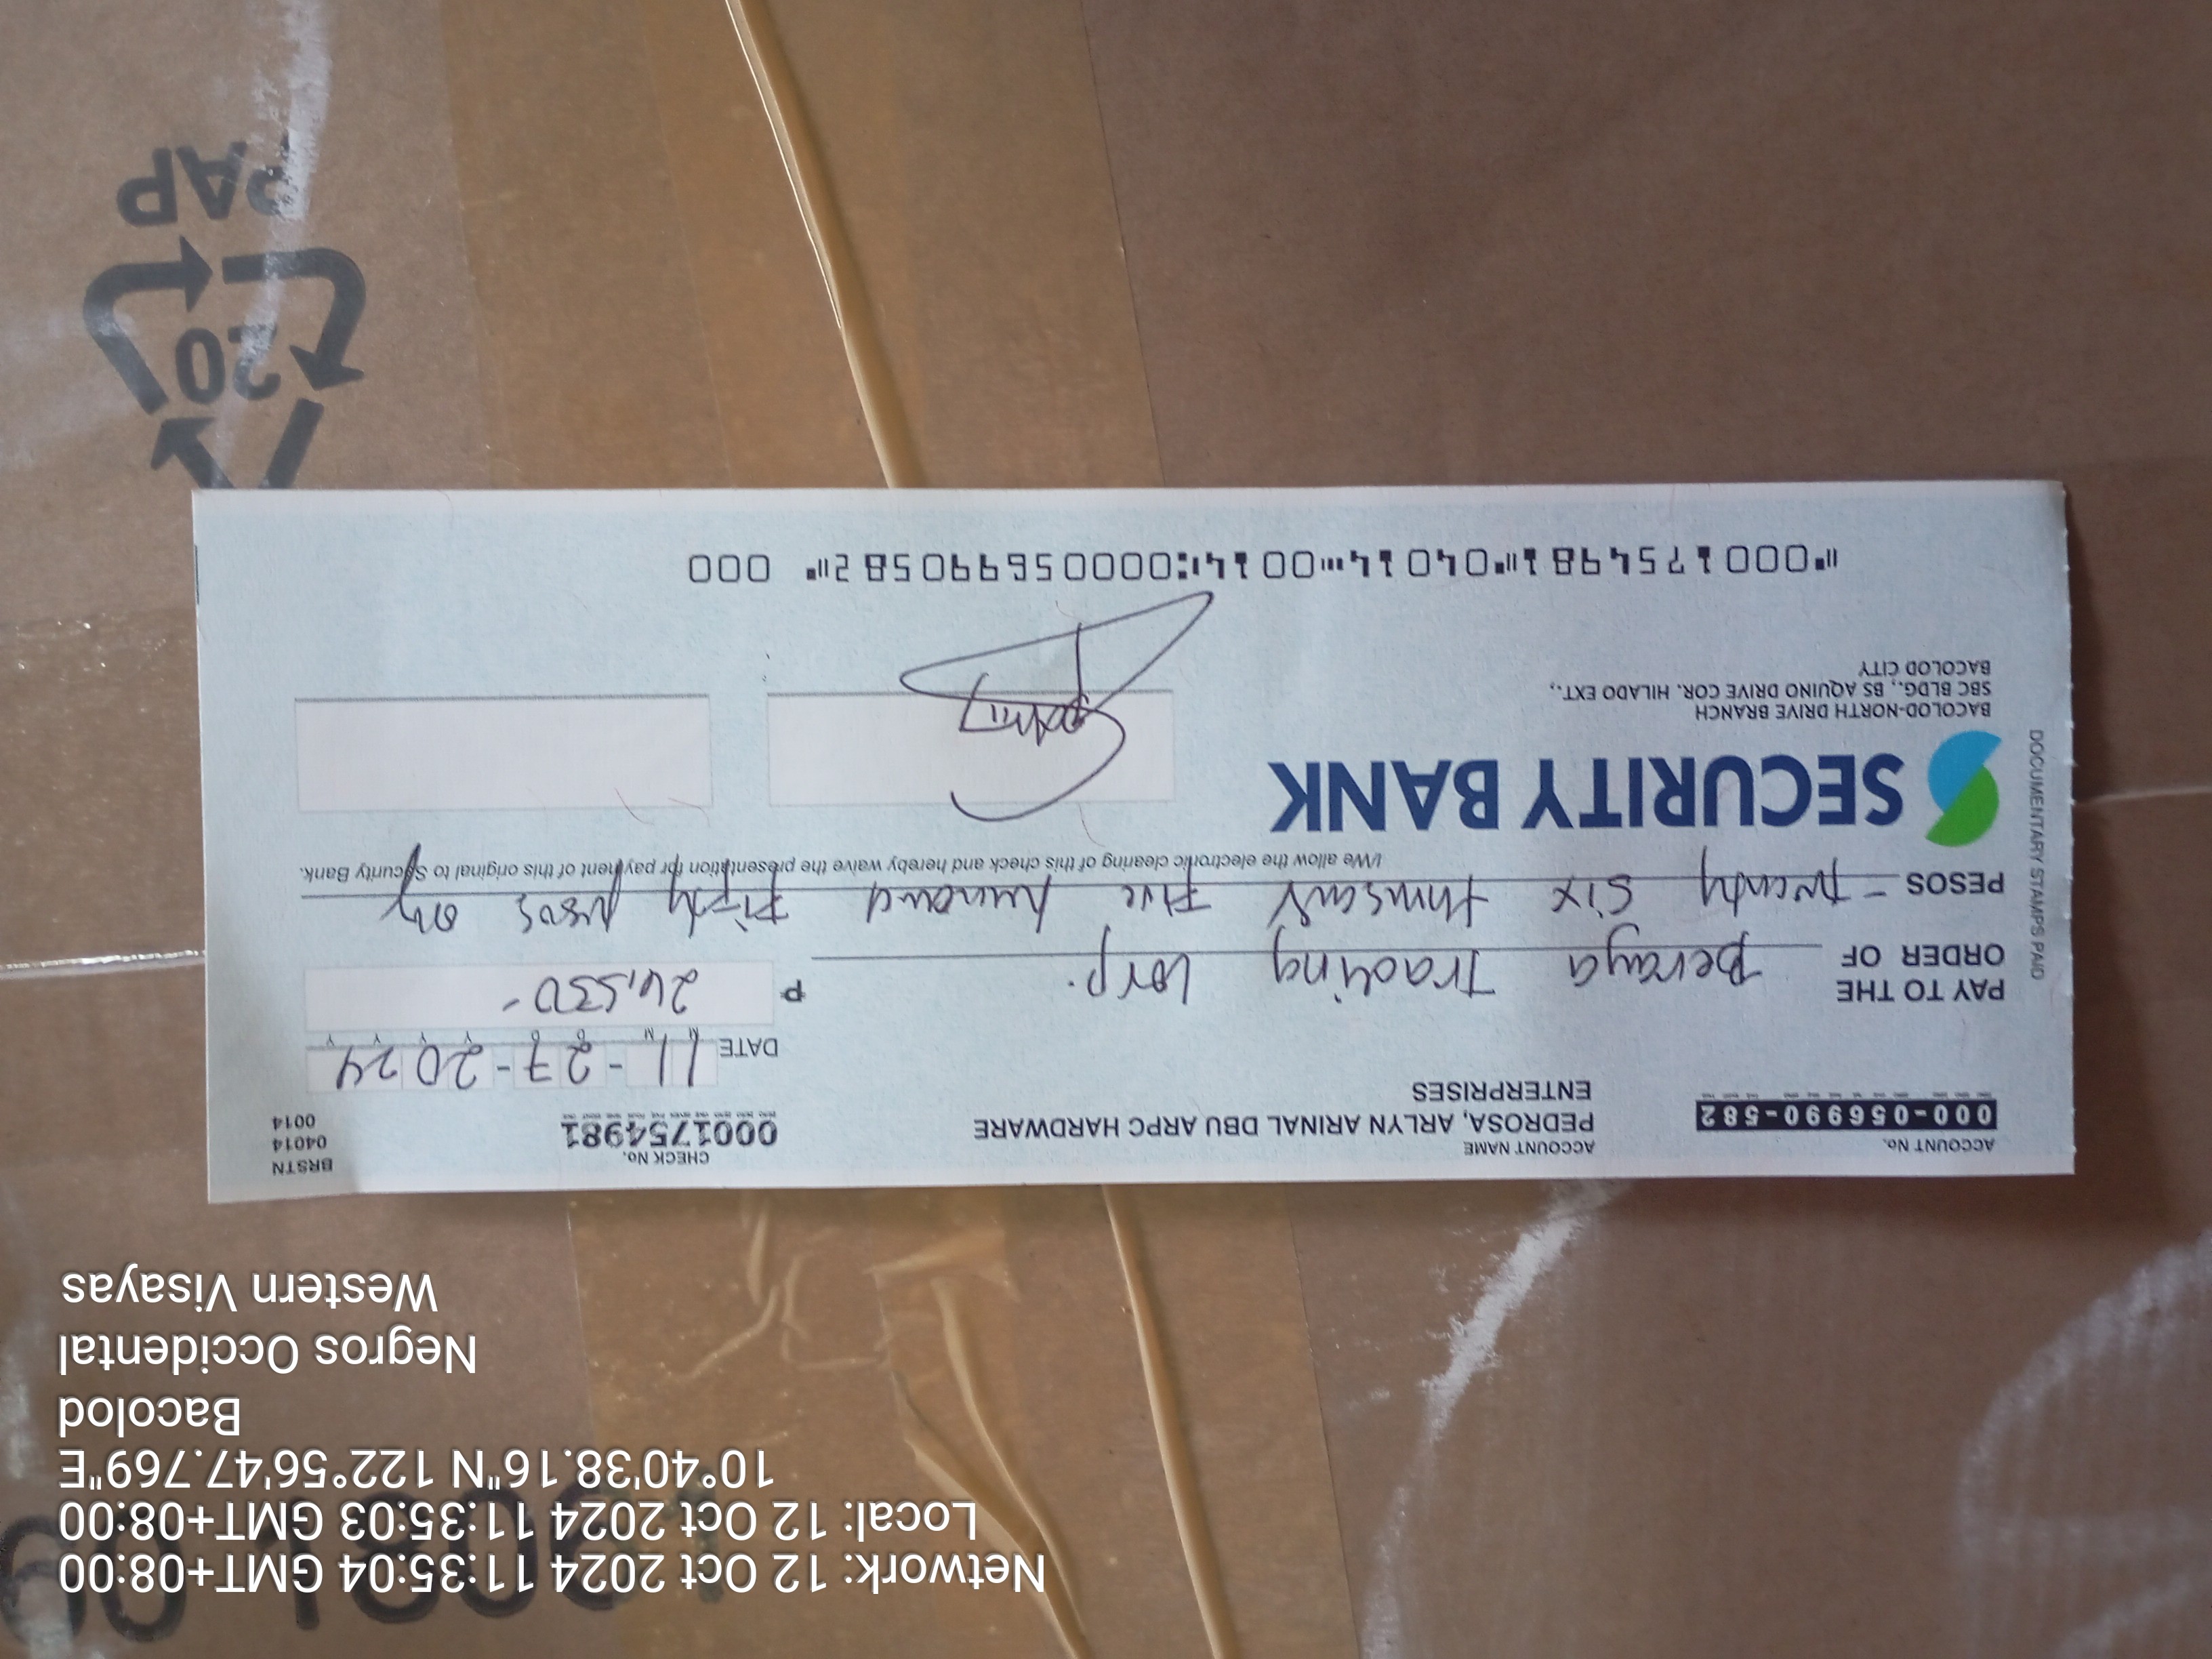 ACCOUNT No.
000-056990-582
ACCOUNT NAME
PEDROSA, ARLYN ARINAL DBU ARPC HARDWARE
ENTERPRISES
CHECK No.
0001754981
BRSTN
04014
0014
DATE 11-27-2024
M M D D Y Y Y Y
PAY TO THE
ORDER OF Beraya Trading Corp.
P 26,550-
PESOS - Twenty six thousand Five hundred Fifty pesos only
I/We allow the electronic clearing of this check and hereby waive the presentation for payment of this original to Security Bank.
SECURITY BANK
BACOLOD-NORTH DRIVE BRANCH
SBC BLDG., BS AQUINO DRIVE COR. HILADO EXT.,
BACOLOD CITY
DOCUMENTARY STAMPS PAID
⑈0001754981⑈04014⑉0014⑆000056990582⑈ 000
20
PAP
Network: 12 Oct 2024 11:35:04 GMT+08:00
Local: 12 Oct 2024 11:35:03 GMT+08:00
10°40'38.16"N 122°56'47.769"E
Bacolod
Negros Occidental
Western Visayas